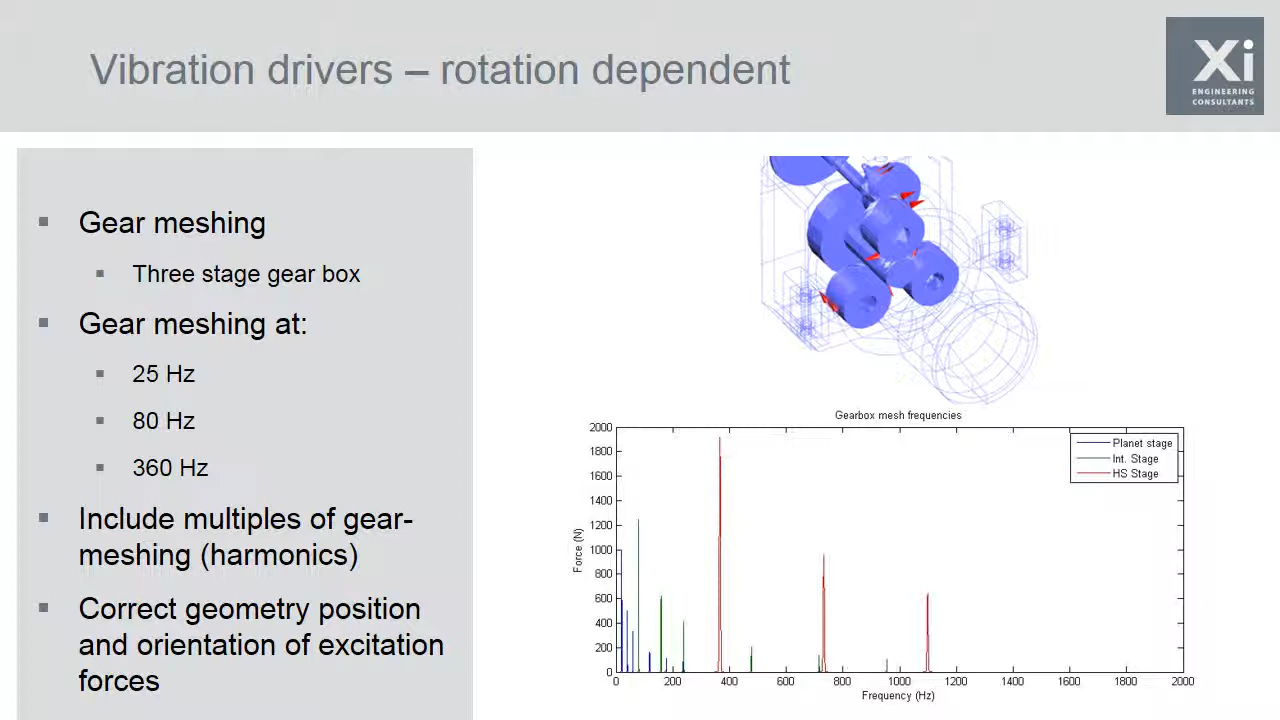 Vibration drivers – rotation dependent
Xi
ENGINEERING
CONSULTANTS
Gear meshing
Three stage gear box
Gear meshing at:
25 Hz
80 Hz
360 Hz
Include multiples of gear-
meshing (harmonics)
Correct geometry position
and orientation of excitation
forces
Gearbox mesh frequencies
2000
1800
1600
1400
1200
1000
800
600
400
200
0
Force (N)
Planet stage
Int. Stage
HS Stage
0 200 400 600 800 1000 1200 1400 1600 1800 2000
Frequency (Hz)